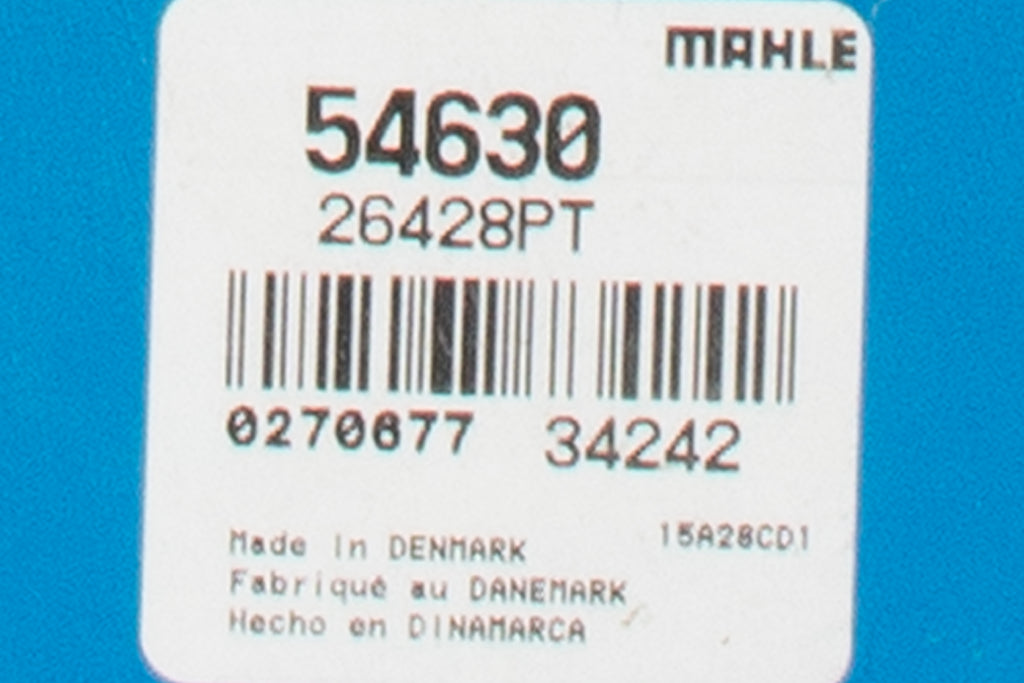 MAHLE
54630
26428PT
0270677 34242
15A28CD1
Made In DENMARK
Fabriqué au DANEMARK
Hecho en DINAMARCA